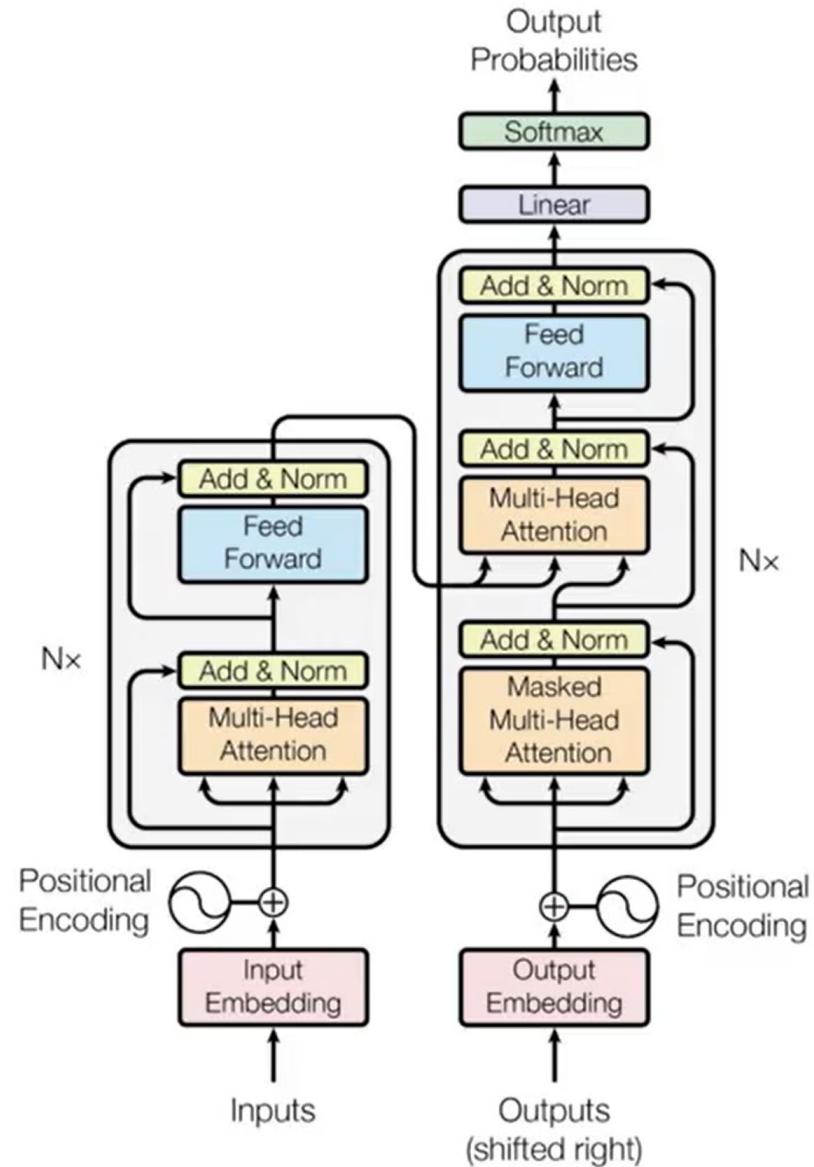 Output
Probabilities
Softmax
Linear
Add & Norm
Feed
Forward
Add & Norm
Multi-Head
Attention
Nx
Add & Norm
Masked
Multi-Head
Attention
Add & Norm
Feed
Forward
Nx
Add & Norm
Multi-Head
Attention
Positional
Encoding
Positional
Encoding
Input
Embedding
Output
Embedding
Inputs
Outputs
(shifted right)